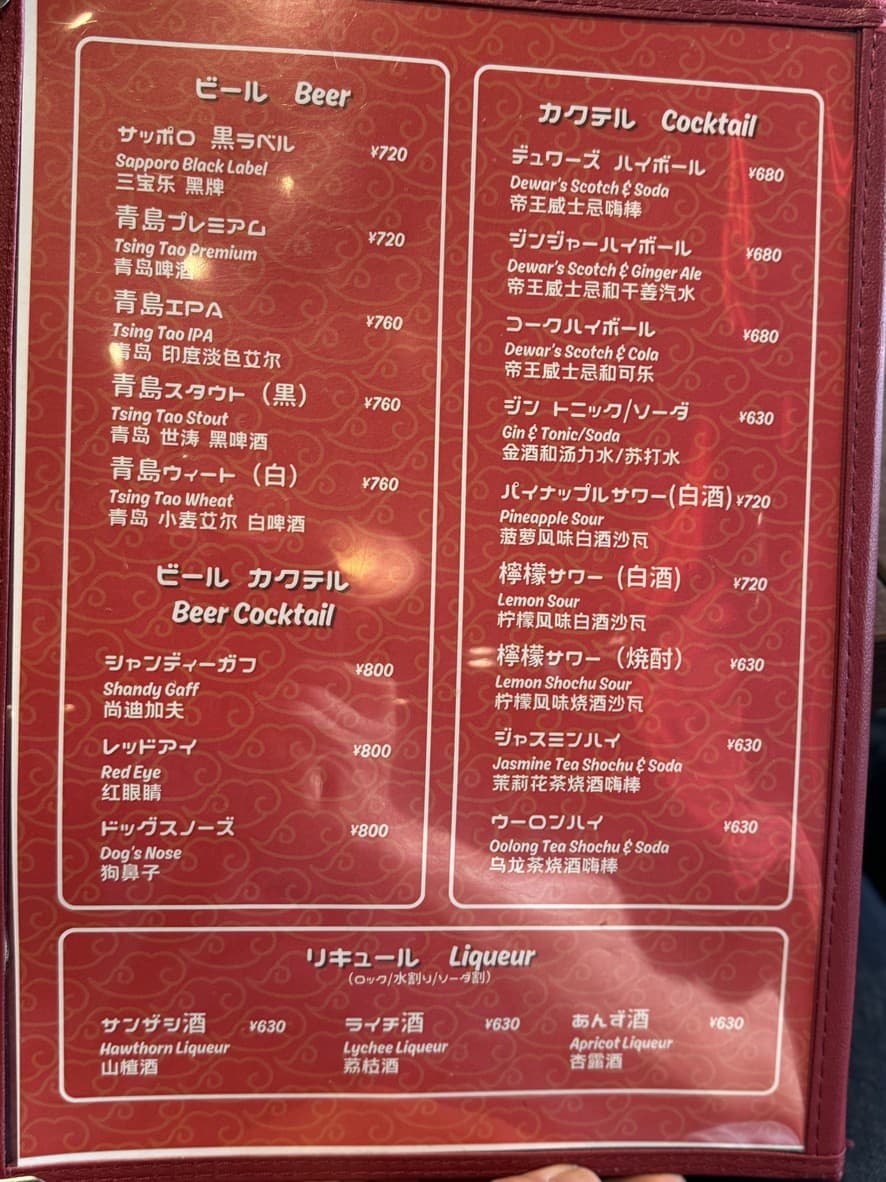 ビール Beer
サッポロ 黒ラベル ¥720
Sapporo Black Label
三宝乐 黑牌
青島プレミアム ¥720
Tsing Tao Premium
青岛啤酒
青島IPA ¥760
Tsing Tao IPA
青岛 印度淡色艾尔
青島スタウト（黒） ¥760
Tsing Tao Stout
青岛 世涛 黑啤酒
青島ウィート（白） ¥760
Tsing Tao Wheat
青岛 小麦艾尔 白啤酒
ビール カクテル
Beer Cocktail
シャンディーガフ ¥800
Shandy Gaff
尚迪加夫
レッドアイ ¥800
Red Eye
红眼睛
ドッグスノーズ ¥800
Dog's Nose
狗鼻子
カクテル Cocktail
デュワーズ ハイボール ¥680
Dewar's Scotch & Soda
帝王威士忌嗨棒
ジンジャーハイボール ¥680
Dewar's Scotch & Ginger Ale
帝王威士忌和干姜汽水
コークハイボール ¥680
Dewar's Scotch & Cola
帝王威士忌和可乐
ジン トニック/ソーダ ¥630
Gin & Tonic/Soda
金酒和汤力水/苏打水
パイナップルサワー(白酒) ¥720
Pineapple Sour
菠萝风味白酒沙瓦
檸檬サワー（白酒） ¥720
Lemon Sour
柠檬风味白酒沙瓦
檸檬サワー（焼酎） ¥630
Lemon Shochu Sour
柠檬风味烧酒沙瓦
ジャスミンハイ ¥630
Jasmine Tea Shochu & Soda
茉莉花茶烧酒嗨棒
ウーロンハイ ¥630
Oolong Tea Shochu & Soda
乌龙茶烧酒嗨棒
リキュール Liqueur
（ロック/水割り/ソーダ割）
サンザシ酒 ¥630
Hawthorn Liqueur
山楂酒
ライチ酒 ¥630
Lychee Liqueur
荔枝酒
あんず酒 ¥630
Apricot Liqueur
杏露酒